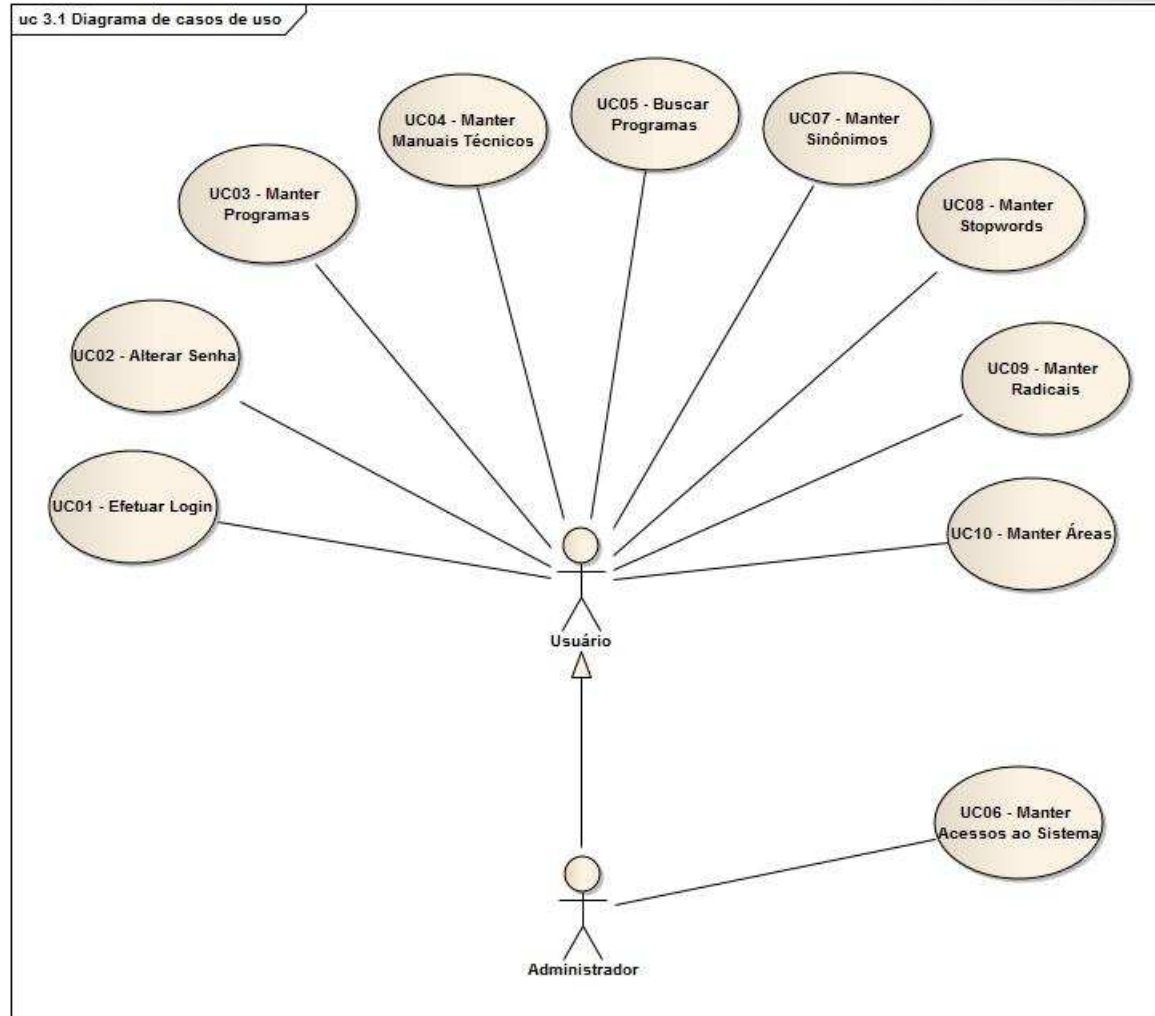 uc 3.1 Diagrama de casos de uso
UC05 - Buscar
Programas
UC04 - Manter
Manuais Técnicos
UC07 - Manter
Sinônimos
UC03 - Manter
Programas
UC08 - Manter
Stopwords
UC02 - Alterar Senha
UC09 - Manter
Radicais
UC01 - Efetuar Login
UC10 - Manter Áreas
Usuário
UC06 - Manter
Acessos ao Sistema
Administrador